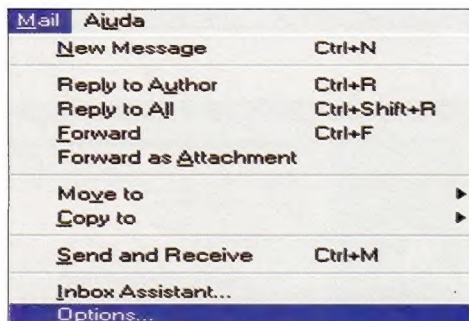 Mail Ajuda
New Message Ctrl+N
Reply to Author Ctrl+R
Reply to All Ctrl+Shift+R
Forward Ctrl+F
Forward as Attachment
Move to
Copy to
Send and Receive Ctrl+M
Inbox Assistant...
Options...